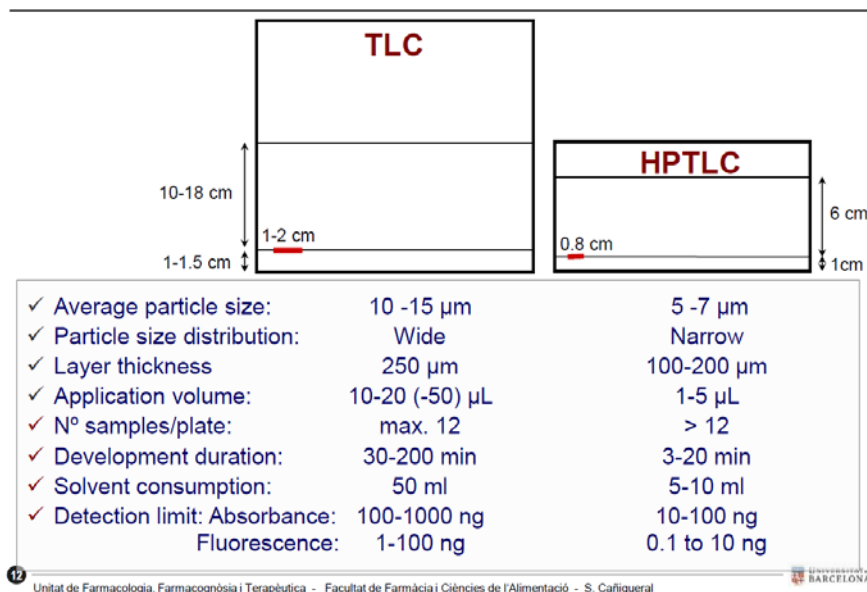 TLC
HPTLC
10-18 cm
6 cm
1-2 cm
0.8 cm
1-1.5 cm
1cm
✓ Average particle size: 10 -15 µm 5 -7 µm
✓ Particle size distribution: Wide Narrow
✓ Layer thickness 250 µm 100-200 µm
✓ Application volume: 10-20 (-50) µL 1-5 µL
✓ Nº samples/plate: max. 12 > 12
✓ Development duration: 30-200 min 3-20 min
✓ Solvent consumption: 50 ml 5-10 ml
✓ Detection limit: Absorbance: 100-1000 ng 10-100 ng
Fluorescence: 1-100 ng 0.1 to 10 ng
12
Unitat de Farmacologia, Farmacognòsia i Terapèutica - Facultat de Farmàcia i Ciències de l'Alimentació - S. Cañigueral
UNIVERSITAT DE
BARCELONA